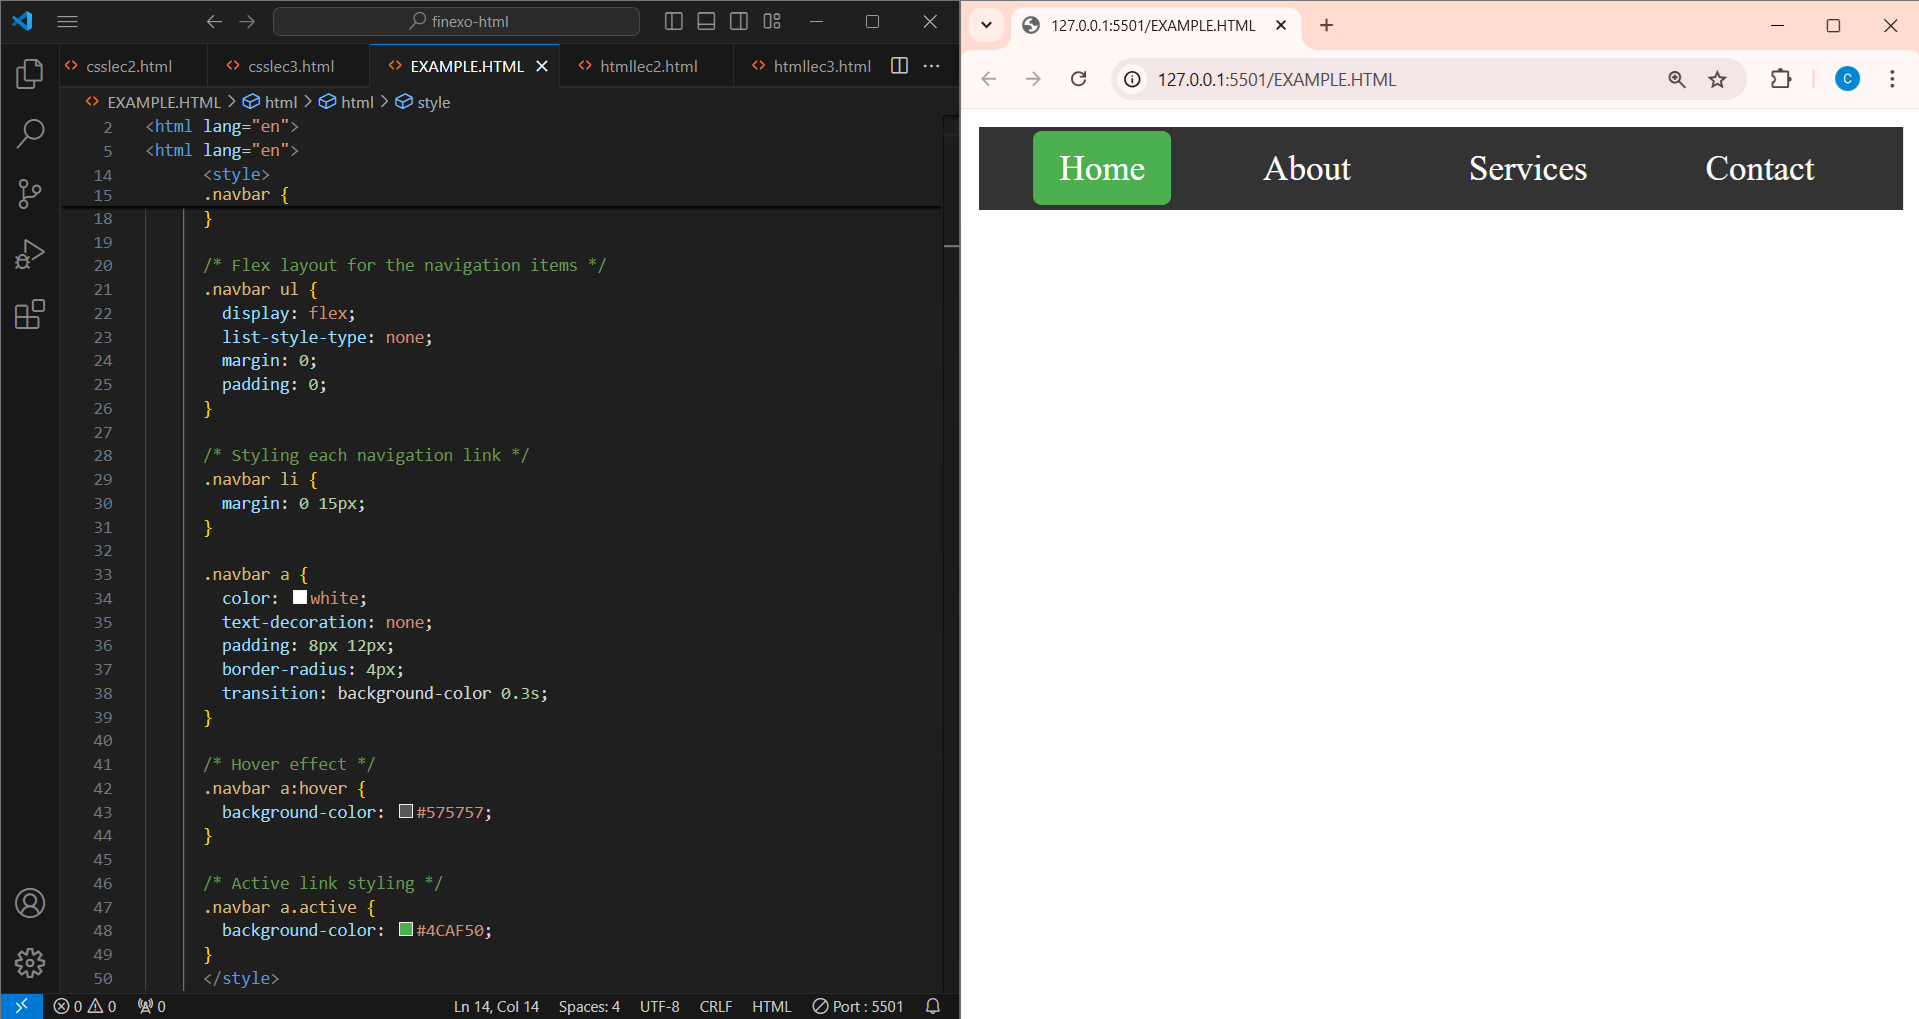 finexo-html
csslec2.html
csslec3.html
EXAMPLE.HTML
htmllec2.html
htmllec3.html
EXAMPLE.HTML > html > html > style
2 <html lang="en">
5 <html lang="en">
14 <style>
15 .navbar {
18 }
19
20 /* Flex layout for the navigation items */
21 .navbar ul {
22 display: flex;
23 list-style-type: none;
24 margin: 0;
25 padding: 0;
26 }
27
28 /* Styling each navigation link */
29 .navbar li {
30 margin: 0 15px;
31 }
32
33 .navbar a {
34 color: white;
35 text-decoration: none;
36 padding: 8px 12px;
37 border-radius: 4px;
38 transition: background-color 0.3s;
39 }
40
41 /* Hover effect */
42 .navbar a:hover {
43 background-color: #575757;
44 }
45
46 /* Active link styling */
47 .navbar a.active {
48 background-color: #4CAF50;
49 }
50 </style>
0 0 0 Ln 14, Col 14 Spaces: 4 UTF-8 CRLF HTML Port : 5501
127.0.0.1:5501/EXAMPLE.HTML
127.0.0.1:5501/EXAMPLE.HTML
C
Home About Services Contact